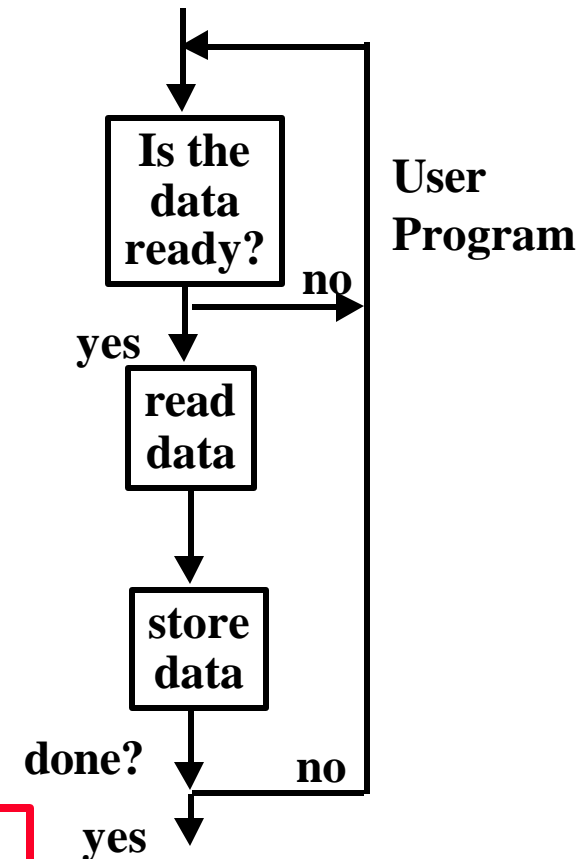 Is the
data
ready?
User
Program
no
yes
read
data
store
data
done?
no
yes